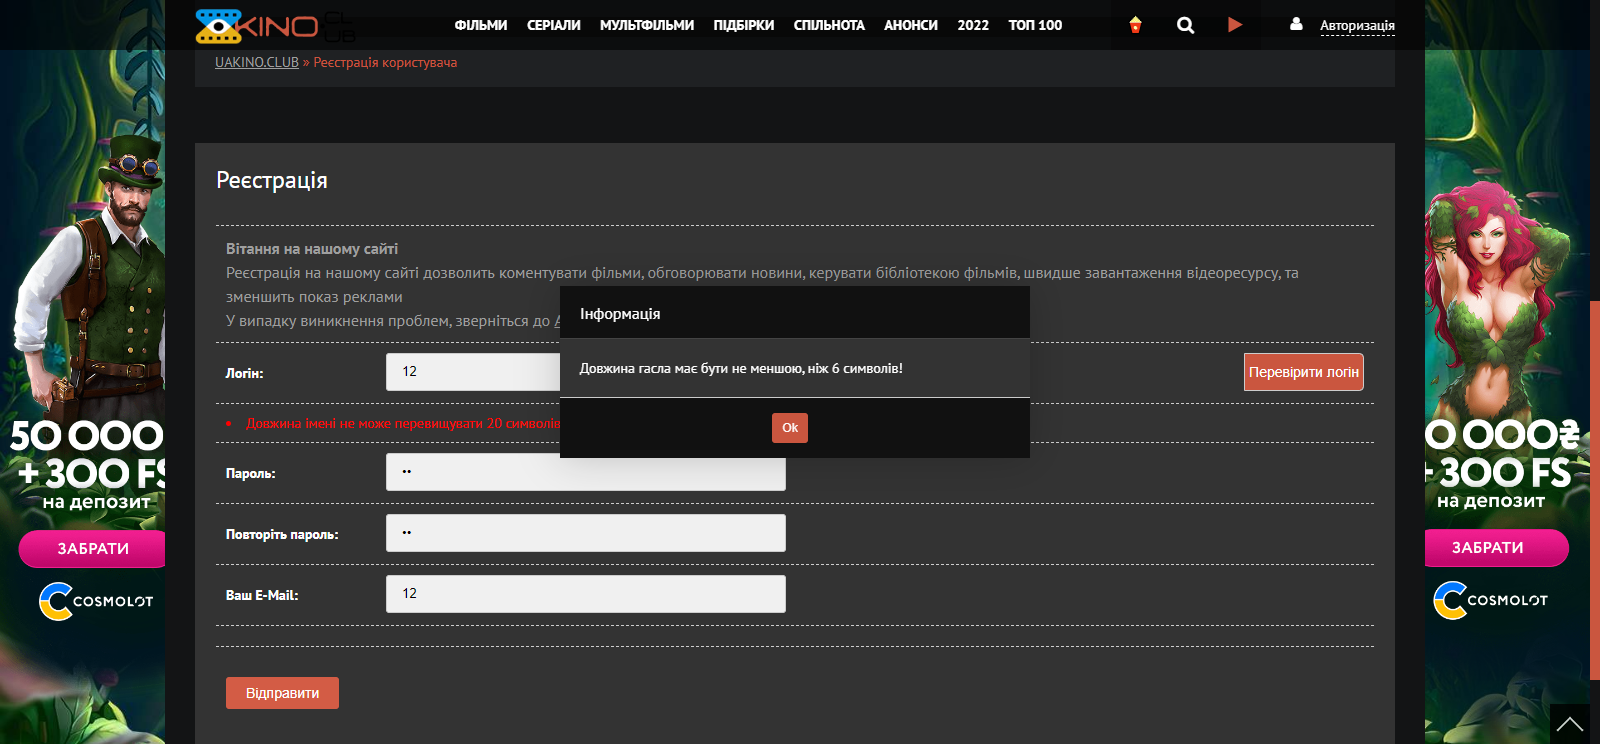 KINO CL
UB
ФІЛЬМИ СЕРІАЛИ МУЛЬТФІЛЬМИ ПІДБІРКИ СПІЛЬНОТА АНОНСИ 2022 ТОП 100 Авторизація
UAKINO.CLUB » Реєстрація користувача
Реєстрація
Вітання на нашому сайті
Реєстрація на нашому сайті дозволить коментувати фільми, обговорювати новини, керувати бібліотекою фільмів, швидше завантаження відеоресурсу, та
зменшить показ реклами
У випадку виникнення проблем, зверніться до
Інформація
Довжина гасла має бути не меншою, ніж 6 символів!
Ok
Логін: 12 Перевірити логін
• Довжина імені не може перевищувати 20 символів
Пароль: ••
Повторіть пароль: ••
Ваш E-Mail: 12
Відправити
50 000
+ 300 FS
на депозит
ЗАБРАТИ
COSMOLOT
0 000₴
+ 300 FS
на депозит
ЗАБРАТИ
COSMOLOT